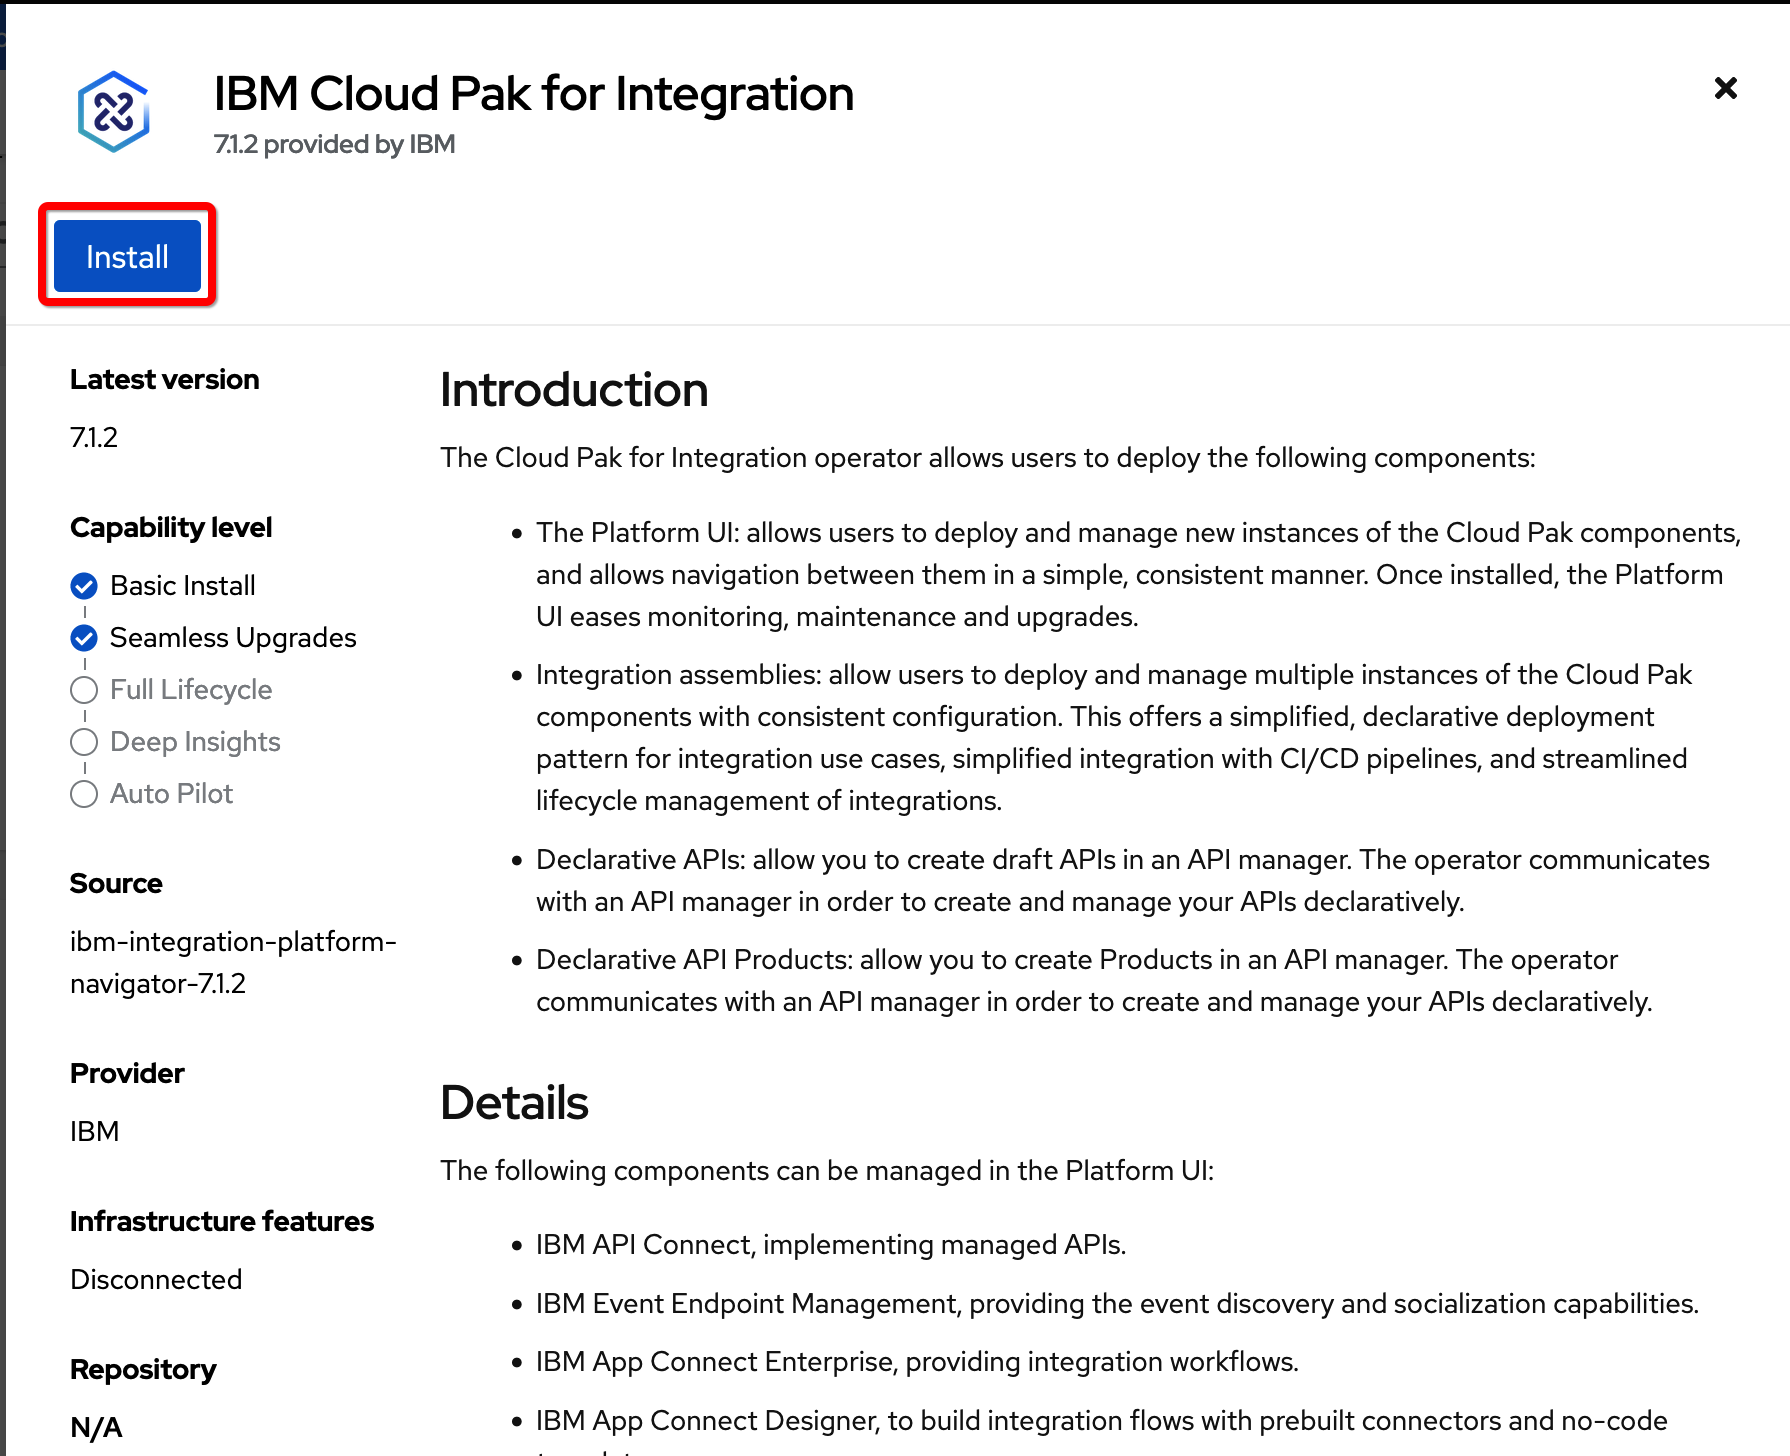 IBM Cloud Pak for Integration
7.1.2 provided by IBM
Install
Latest version
7.1.2
Capability level
Basic Install
Seamless Upgrades
Full Lifecycle
Deep Insights
Auto Pilot
Source
ibm-integration-platform-
navigator-7.1.2
Provider
IBM
Infrastructure features
Disconnected
Repository
N/A
Introduction
The Cloud Pak for Integration operator allows users to deploy the following components:
• The Platform UI: allows users to deploy and manage new instances of the Cloud Pak components,
and allows navigation between them in a simple, consistent manner. Once installed, the Platform
UI eases monitoring, maintenance and upgrades.
• Integration assemblies: allow users to deploy and manage multiple instances of the Cloud Pak
components with consistent configuration. This offers a simplified, declarative deployment
pattern for integration use cases, simplified integration with CI/CD pipelines, and streamlined
lifecycle management of integrations.
• Declarative APIs: allow you to create draft APIs in an API manager. The operator communicates
with an API manager in order to create and manage your APIs declaratively.
• Declarative API Products: allow you to create Products in an API manager. The operator
communicates with an API manager in order to create and manage your APIs declaratively.
Details
The following components can be managed in the Platform UI:
• IBM API Connect, implementing managed APIs.
• IBM Event Endpoint Management, providing the event discovery and socialization capabilities.
• IBM App Connect Enterprise, providing integration workflows.
• IBM App Connect Designer, to build integration flows with prebuilt connectors and no-code